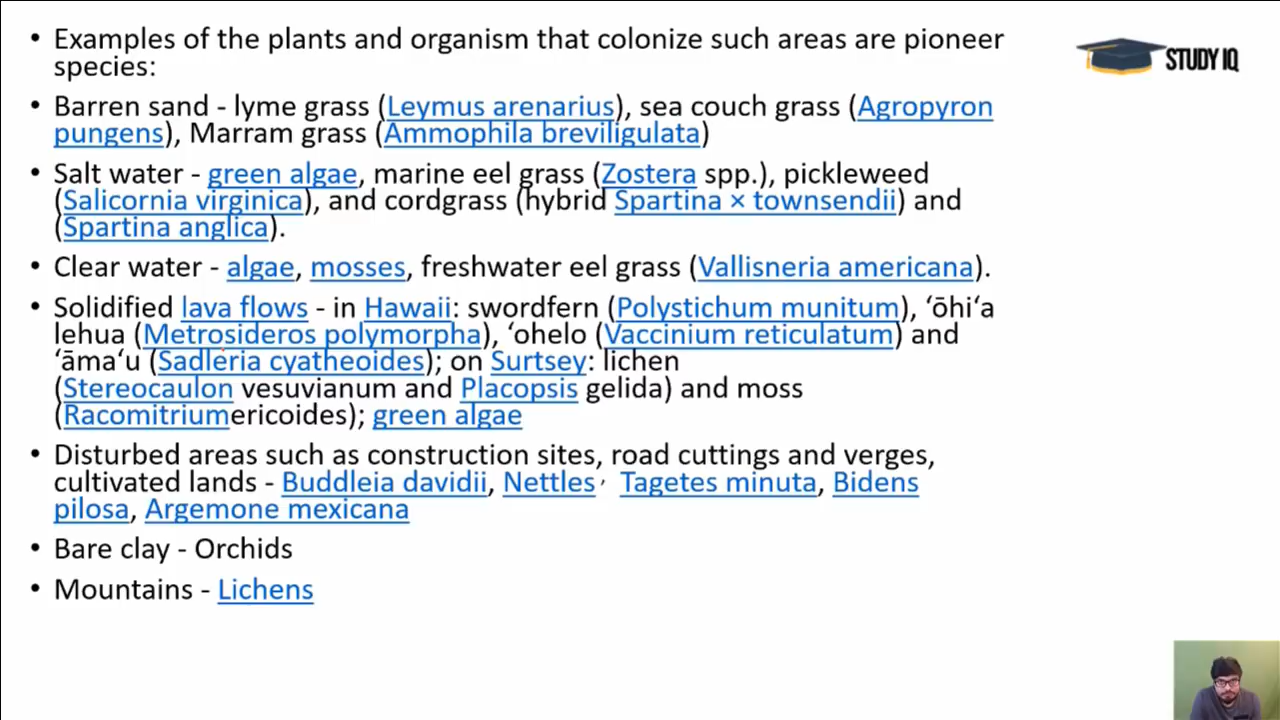 • Examples of the plants and organism that colonize such areas are pioneer
species:
STUDY IQ
• Barren sand - lyme grass (Leymus arenarius), sea couch grass (Agropyron
pungens), Marram grass (Ammophila breviligulata)
• Salt water - green algae, marine eel grass (Zostera spp.), pickleweed
(Salicornia virginica), and cordgrass (hybrid Spartina × townsendii) and
(Spartina anglica).
• Clear water - algae, mosses, freshwater eel grass (Vallisneria americana).
• Solidified lava flows - in Hawaii: swordfern (Polystichum munitum), ʻōhiʻa
lehua (Metrosideros polymorpha), ʻohelo (Vaccinium reticulatum) and
ʻāmaʻu (Sadleria cyatheoides); on Surtsey: lichen
(Stereocaulon vesuvianum and Placopsis gelida) and moss
(Racomitriumericoides); green algae
• Disturbed areas such as construction sites, road cuttings and verges,
cultivated lands - Buddleia davidii, Nettles, Tagetes minuta, Bidens
pilosa, Argemone mexicana
• Bare clay - Orchids
• Mountains - Lichens